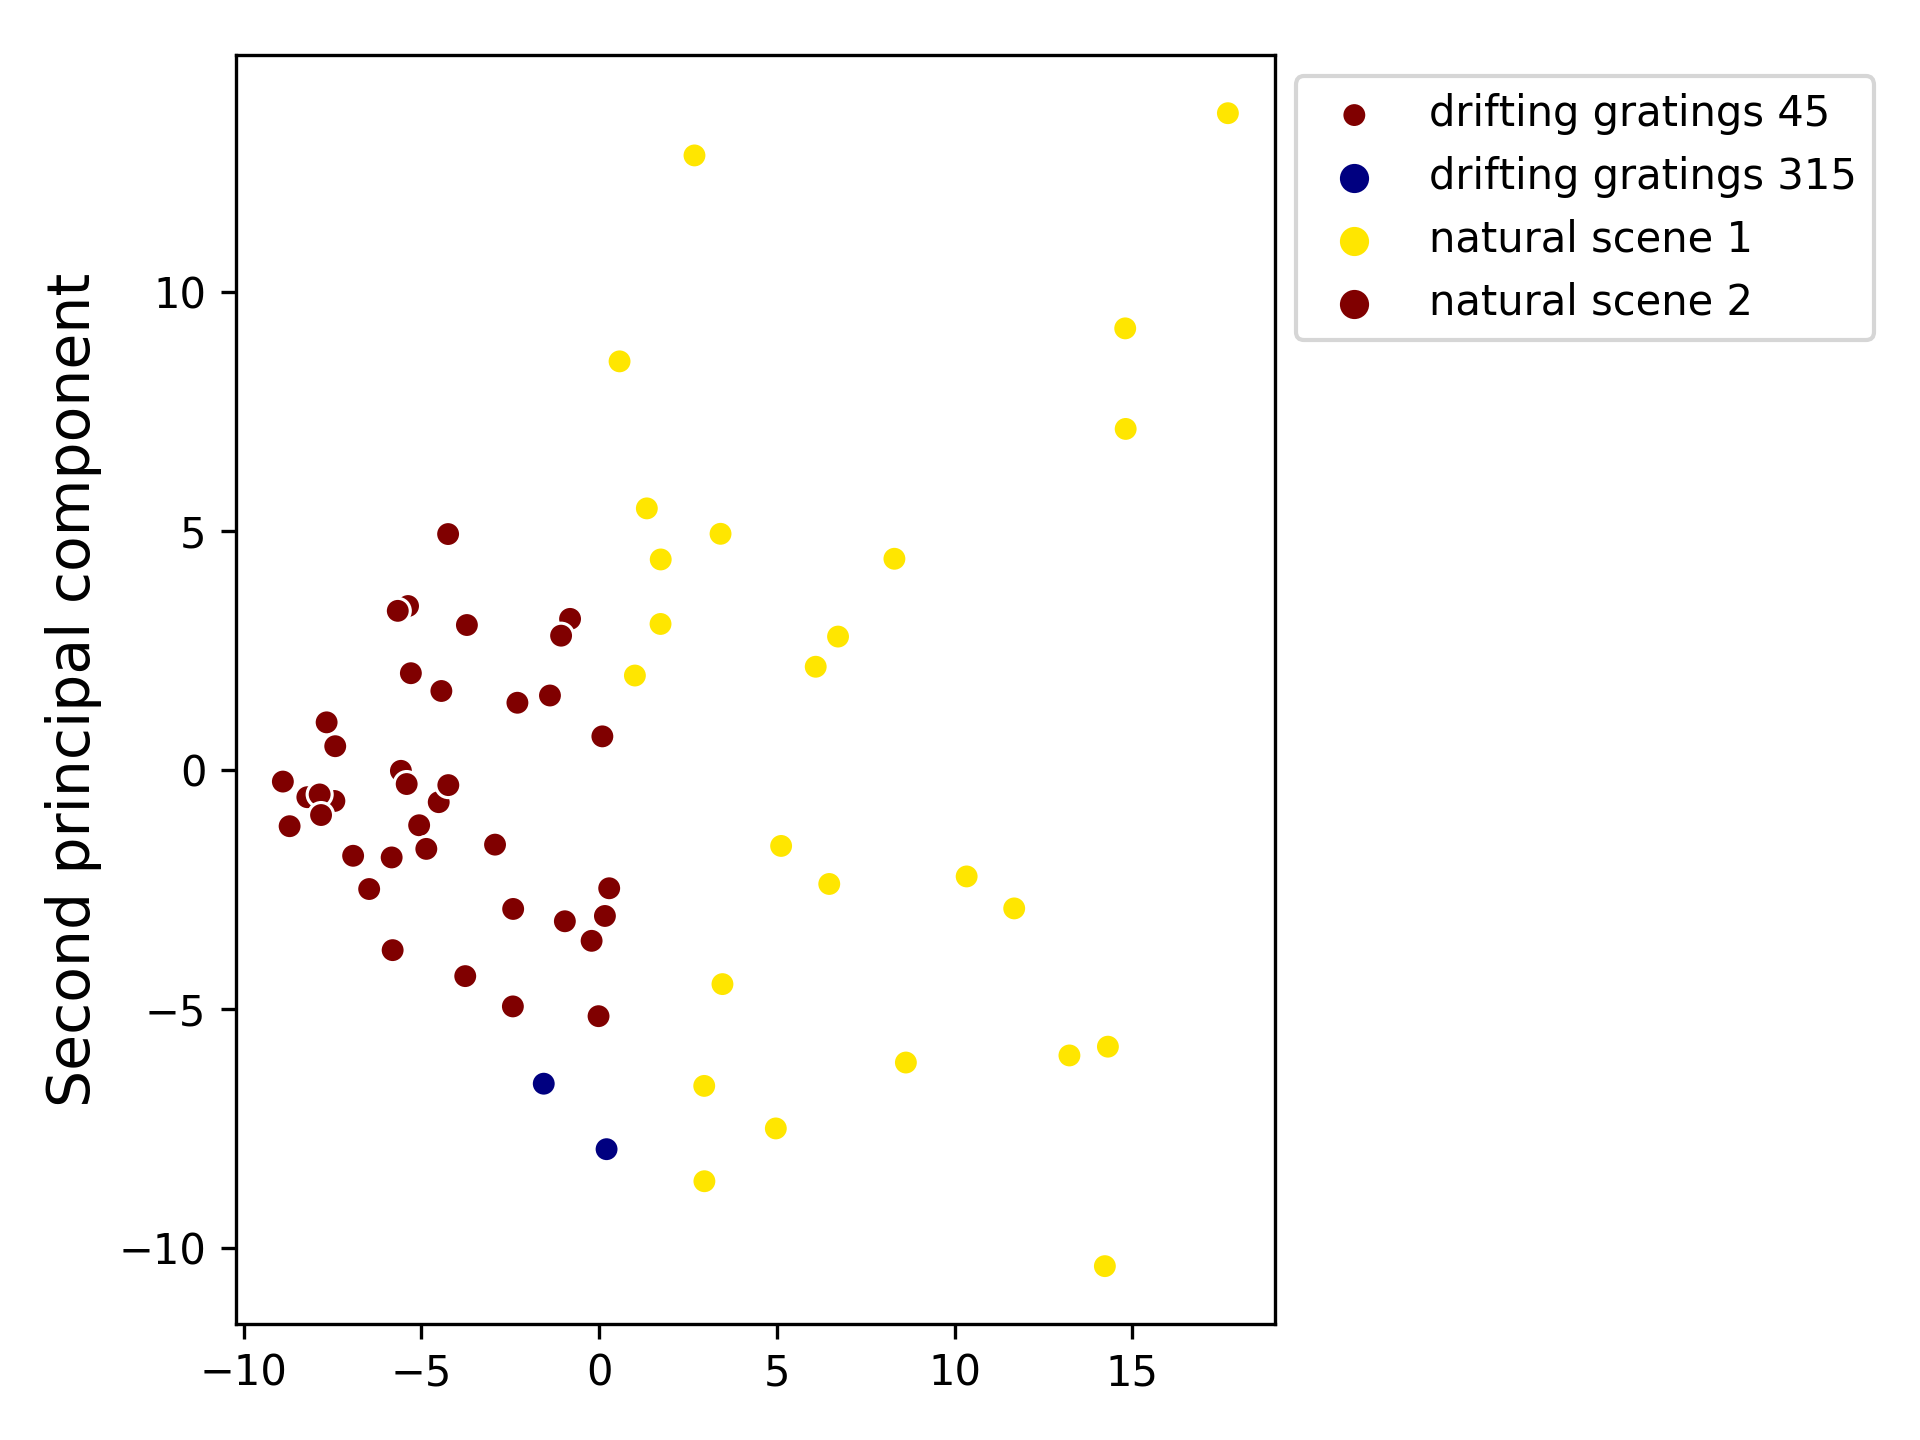 drifting gratings 45
drifting gratings 315
natural scene 1
natural scene 2
Second principal component
10
5
0
−5
−10
−10 −5 0 5 10 15